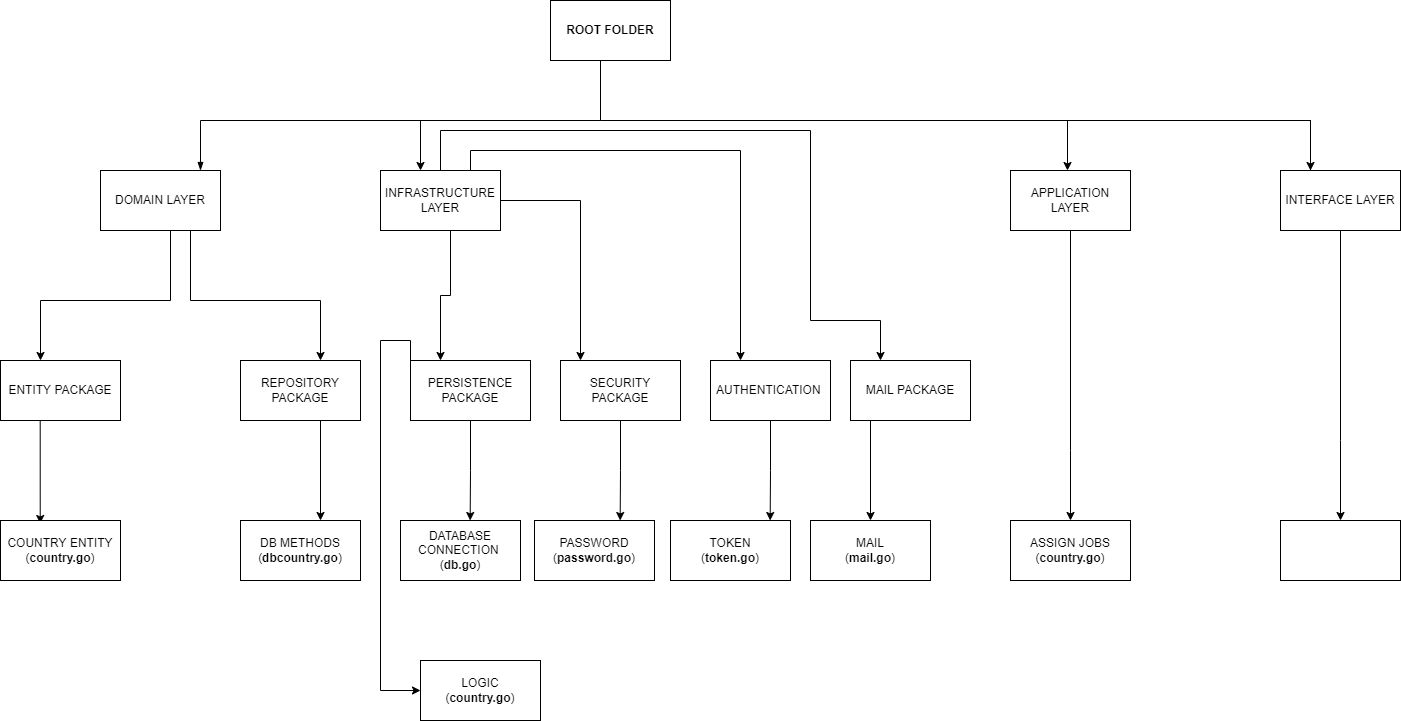 ROOT FOLDER
DOMAIN LAYER
INFRASTRUCTURE
LAYER
APPLICATION
LAYER
INTERFACE LAYER
ENTITY PACKAGE
REPOSITORY
PACKAGE
PERSISTENCE
PACKAGE
SECURITY
PACKAGE
AUTHENTICATION
MAIL PACKAGE
COUNTRY ENTITY
(country.go)
DB METHODS
(dbcountry.go)
DATABASE
CONNECTION
(db.go)
PASSWORD
(password.go)
TOKEN
(token.go)
MAIL
(mail.go)
ASSIGN JOBS
(country.go)
LOGIC
(country.go)